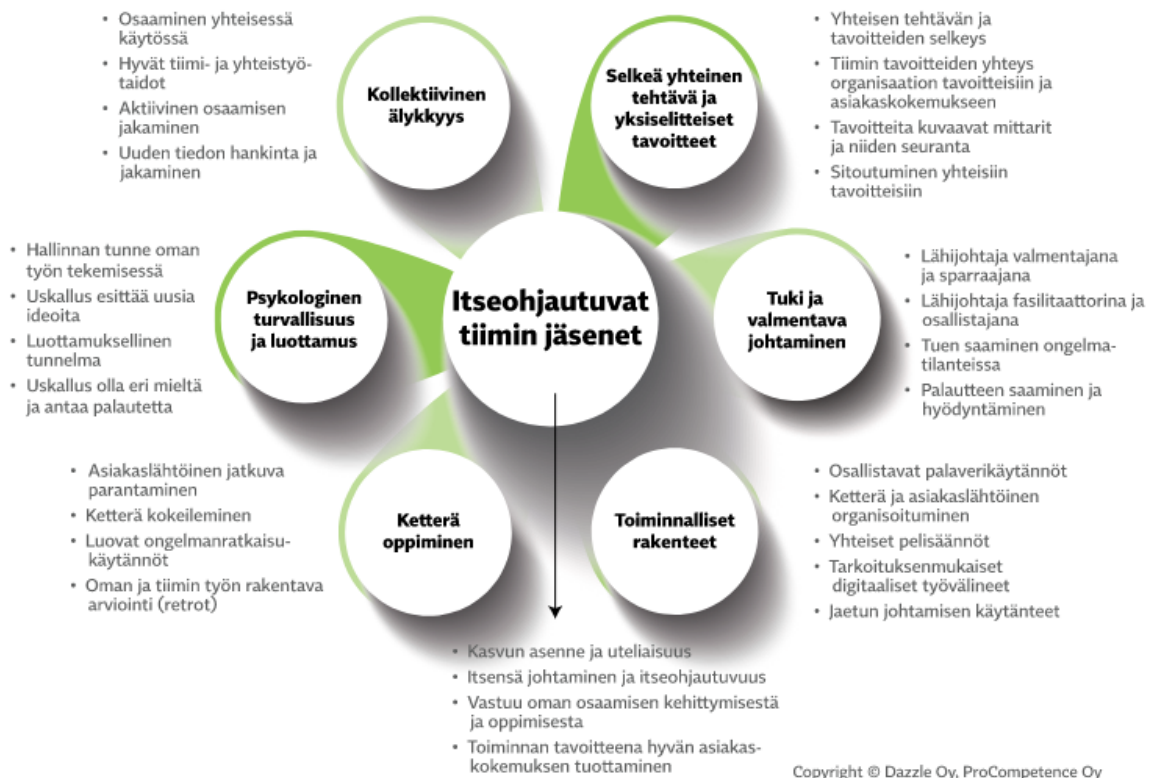 • Osaaminen yhteisessä
käytössä
• Hyvät tiimi- ja yhteistyö-
taidot
• Aktiivinen osaamisen
jakaminen
• Uuden tiedon hankinta ja
jakaminen
Kollektiivinen
älykkyys
Selkeä yhteinen
tehtävä ja
yksiselitteiset
tavoitteet
• Yhteisen tehtävän ja
tavoitteiden selkeys
• Tiimin tavoitteiden yhteys
organisaation tavoitteisiin ja
asiakaskokemukseen
• Tavoitteita kuvaavat mittarit
ja niiden seuranta
• Sitoutuminen yhteisiin
tavoitteisiin
• Hallinnan tunne oman
työn tekemisessä
• Uskallus esittää uusia
ideoita
• Luottamuksellinen
tunnelma
• Uskallus olla eri mieltä
ja antaa palautetta
Psykologinen
turvallisuus
ja luottamus
Itseohjautuvat
tiimin jäsenet
Tuki ja
valmentava
johtaminen
• Lähijohtaja valmentajana
ja sparraajana
• Lähijohtaja fasilitaattorina ja
osallistajana
• Tuen saaminen ongelma-
tilanteissa
• Palautteen saaminen ja
hyödyntäminen
• Asiakaslähtöinen jatkuva
parantaminen
• Ketterä kokeileminen
• Luovat ongelmanratkaisu-
käytännöt
• Oman ja tiimin työn rakentava
arviointi (retrot)
Ketterä
oppiminen
Toiminnalliset
rakenteet
• Osallistavat palaverikäytännöt
• Ketterä ja asiakaslähtöinen
organisoituminen
• Yhteiset pelisäännöt
• Tarkoituksenmukaiset
digitaaliset työvälineet
• Jaetun johtamisen käytänteet
• Kasvun asenne ja uteliaisuus
• Itsensä johtaminen ja itseohjautuvuus
• Vastuu oman osaamisen kehittymisestä
ja oppimisesta
• Toiminnan tavoitteena hyvän asiakas-
kokemuksen tuottaminen
Copyright © Dazzle Oy, ProCompetence Oy